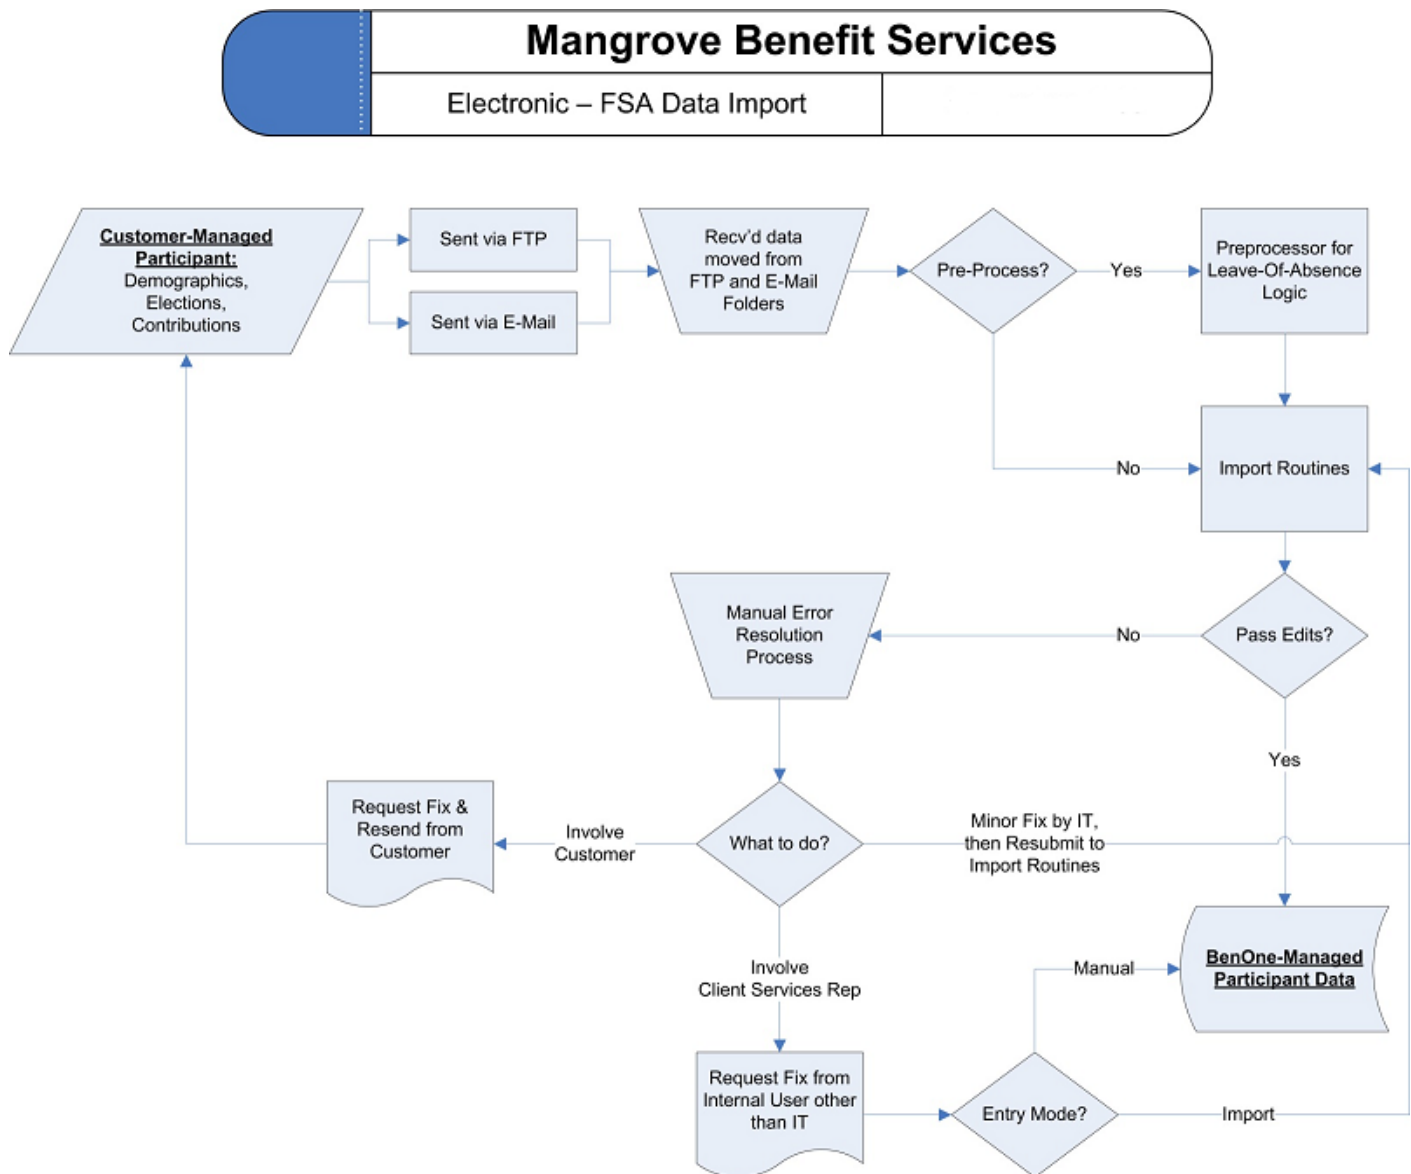 Mangrove Benefit Services
Electronic – FSA Data Import
Customer-Managed
Participant:
Demographics,
Elections,
Contributions
Sent via FTP
Sent via E-Mail
Recv'd data
moved from
FTP and E-Mail
Folders
Pre-Process?
Yes
Preprocessor for
Leave-Of-Absence
Logic
No
Import Routines
Manual Error
Resolution
Process
No
Pass Edits?
Yes
Request Fix &
Resend from
Customer
Involve
Customer
What to do?
Minor Fix by IT,
then Resubmit to
Import Routines
Involve
Client Services Rep
Manual
BenOne-Managed
Participant Data
Request Fix from
Internal User other
than IT
Entry Mode?
Import